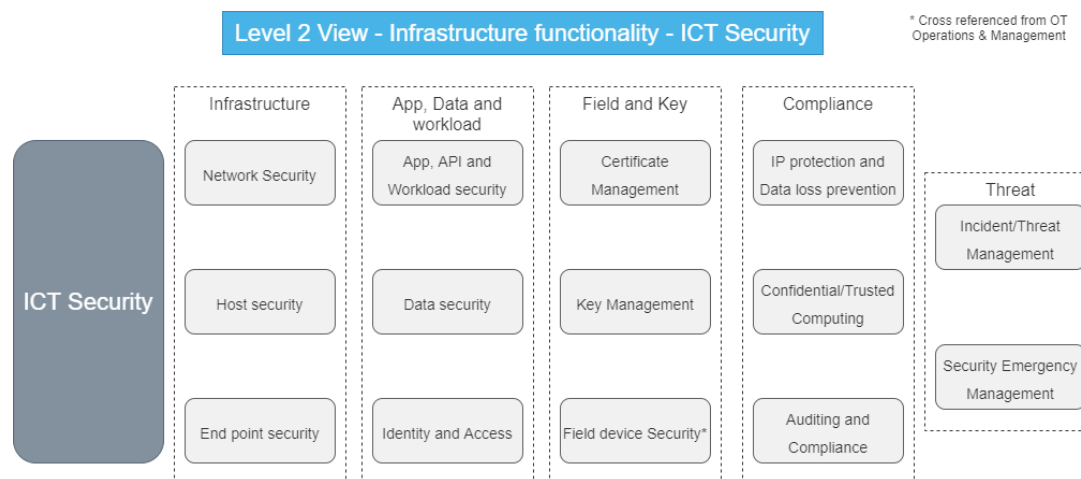 Level 2 View - Infrastructure functionality - ICT Security
* Cross referenced from OT
Operations & Management
ICT Security
Infrastructure
Network Security
Host security
End point security
App, Data and
workload
App, API and
Workload security
Data security
Identity and Access
Field and Key
Certificate
Management
Key Management
Field device Security*
Compliance
IP protection and
Data loss prevention
Confidential/Trusted
Computing
Auditing and
Compliance
Threat
Incident/Threat
Management
Security Emergency
Management